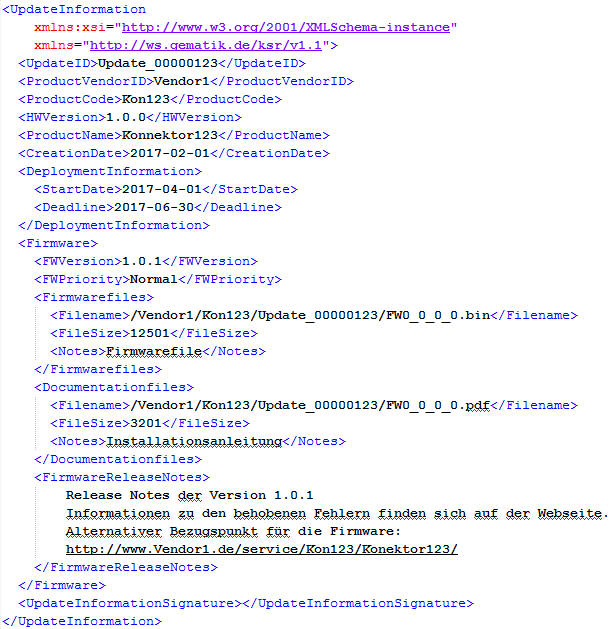 <UpdateInformation
xmlns:xsi="http://www.w3.org/2001/XMLSchema-instance"
xmlns="http://ws.gematik.de/ksr/v1.1">
<UpdateID>Update_00000123</UpdateID>
<ProductVendorID>Vendor1</ProductVendorID>
<ProductCode>Kon123</ProductCode>
<HWVersion>1.0.0</HWVersion>
<ProductName>Konnektor123</ProductName>
<CreationDate>2017-02-01</CreationDate>
<DeploymentInformation>
<StartDate>2017-04-01</StartDate>
<Deadline>2017-06-30</Deadline>
</DeploymentInformation>
<Firmware>
<FWVersion>1.0.1</FWVersion>
<FWPriority>Normal</FWPriority>
<Firmwarefiles>
<Filename>/Vendor1/Kon123/Update_00000123/FW0_0_0_0.bin</Filename>
<FileSize>12501</FileSize>
<Notes>Firmwarefile</Notes>
</Firmwarefiles>
<Documentationfiles>
<Filename>/Vendor1/Kon123/Update_00000123/FW0_0_0_0.pdf</Filename>
<FileSize>3201</FileSize>
<Notes>Installationsanleitung</Notes>
</Documentationfiles>
<FirmwareReleaseNotes>
Release Notes der Version 1.0.1
Informationen zu den behobenen Fehlern finden sich auf der Webseite.
Alternativer Bezugspunkt für die Firmware:
http://www.Vendor1.de/service/Kon123/Konektor123/
</FirmwareReleaseNotes>
</Firmware>
<UpdateInformationSignature></UpdateInformationSignature>
</UpdateInformation>